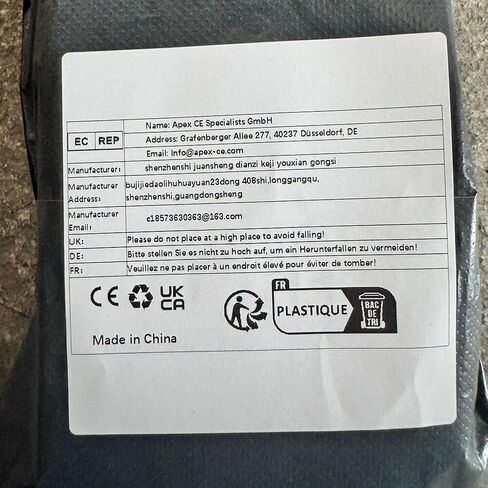 EC REP
Name: Apex CE Specialists GmbH
Address: Grafenberger Allee 277, 40237 Düsseldorf, DE
Email: Info@apex-ce.com
Manufacturer: shenzhenshi juansheng dianzi keji youxian gongsi
Manufacturer Address: bujijiedaolihuhuayuan23dong 408shi,longgangqu,
shenzhenshi,guangdongsheng
Manufacturer Email: c18573630363@163.com
UK: Please do not place at a high place to avoid falling!
DE: Bitte stellen Sie es nicht zu hoch auf, um ein Herunterfallen zu vermeiden!
FR: Veuillez ne pas placer à un endroit élevé pour éviter de tomber!
CE UK
CA
FR
PLASTIQUE
BAC
DE
TRI
Made in China